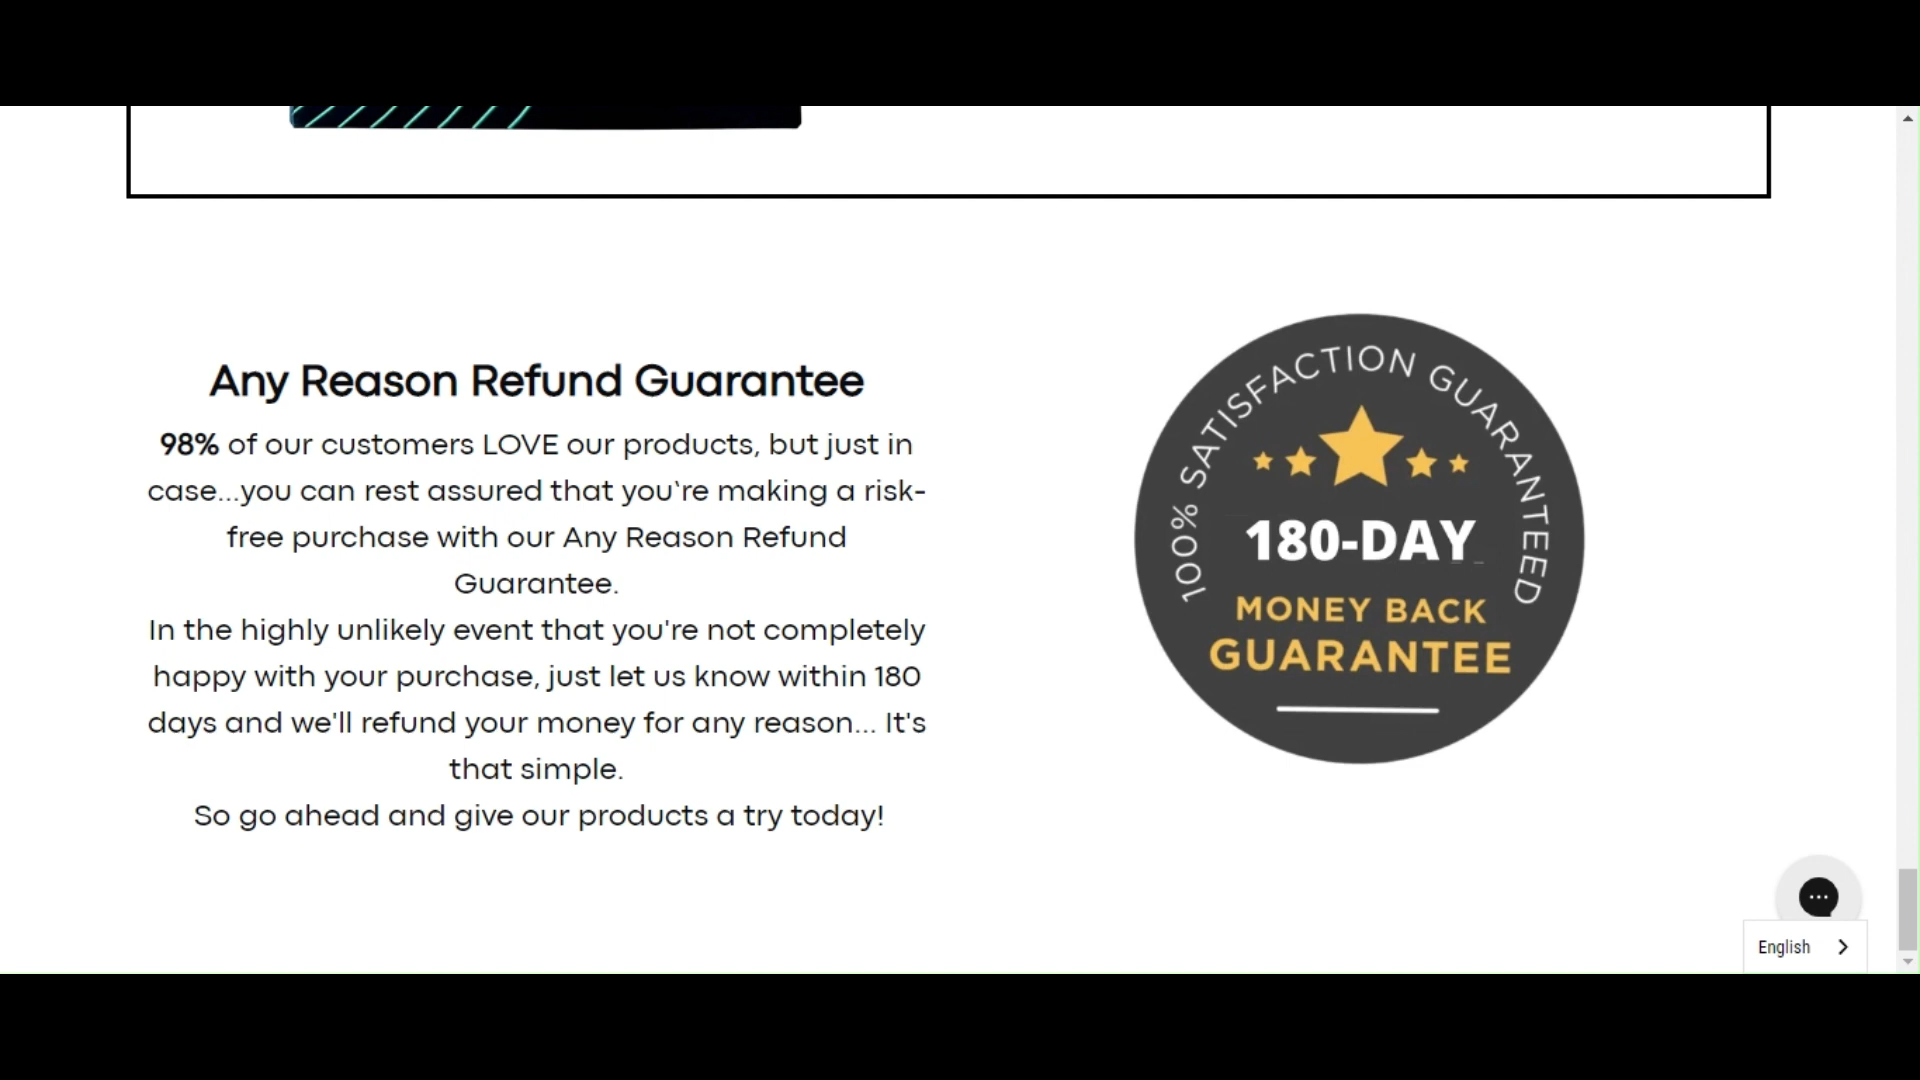 Any Reason Refund Guarantee
98% of our customers LOVE our products, but just in
case...you can rest assured that you‵re making a risk-
free purchase with our Any Reason Refund
Guarantee.
In the highly unlikely event that you're not completely
happy with your purchase, just let us know within 180
days and we'll refund your money for any reason... It's
that simple.
So go ahead and give our products a try today!
100% SATISFACTION GUARANTEED
180-DAY
MONEY BACK
GUARANTEE
English